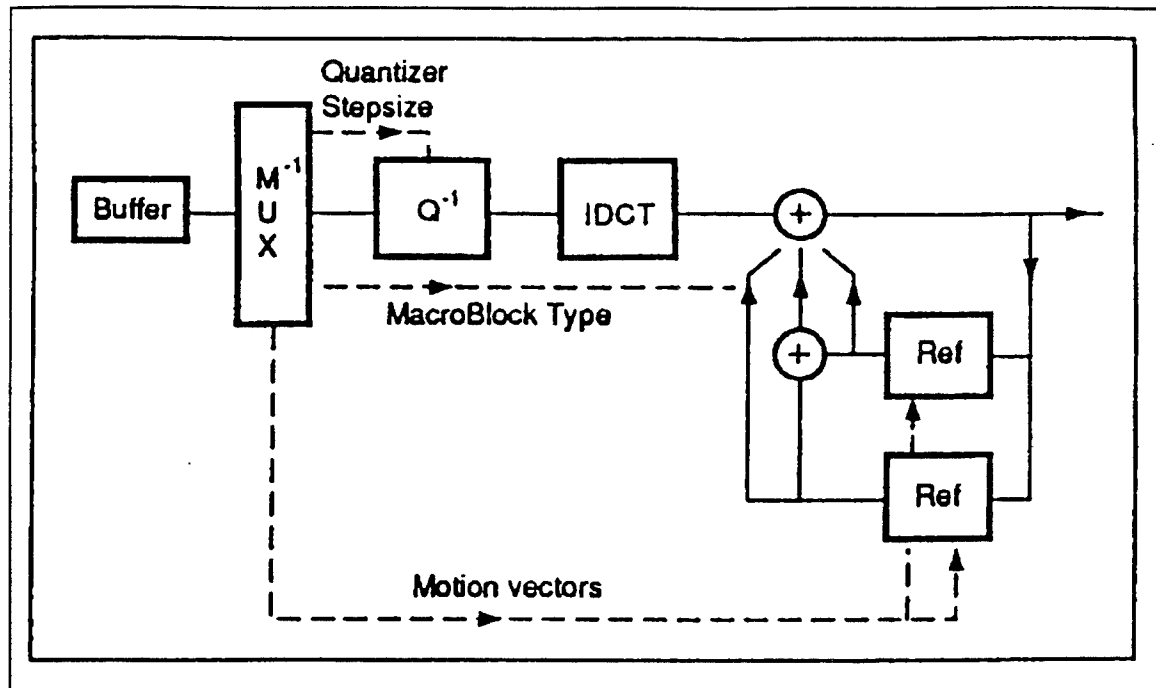 Quantizer
Stepsize
Buffer
M⁻¹
U
X
Q⁻¹
IDCT
+
MacroBlock Type
+
Ref
Ref
Motion vectors